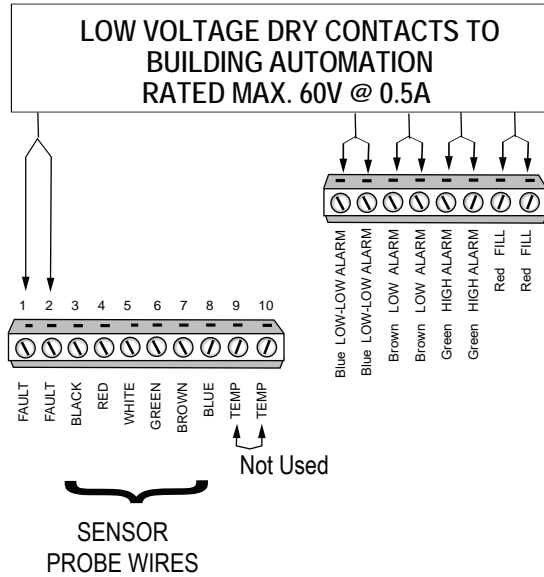 LOW VOLTAGE DRY CONTACTS TO
BUILDING AUTOMATION
RATED MAX. 60V @ 0.5A
Blue LOW-LOW ALARM
Blue LOW-LOW ALARM
Brown LOW ALARM
Brown LOW ALARM
Green HIGH ALARM
Green HIGH ALARM
Red FILL
Red FILL
1 2 3 4 5 6 7 8 9 10
FAULT
FAULT
BLACK
RED
WHITE
GREEN
BROWN
BLUE
TEMP
TEMP
Not Used
SENSOR
PROBE WIRES